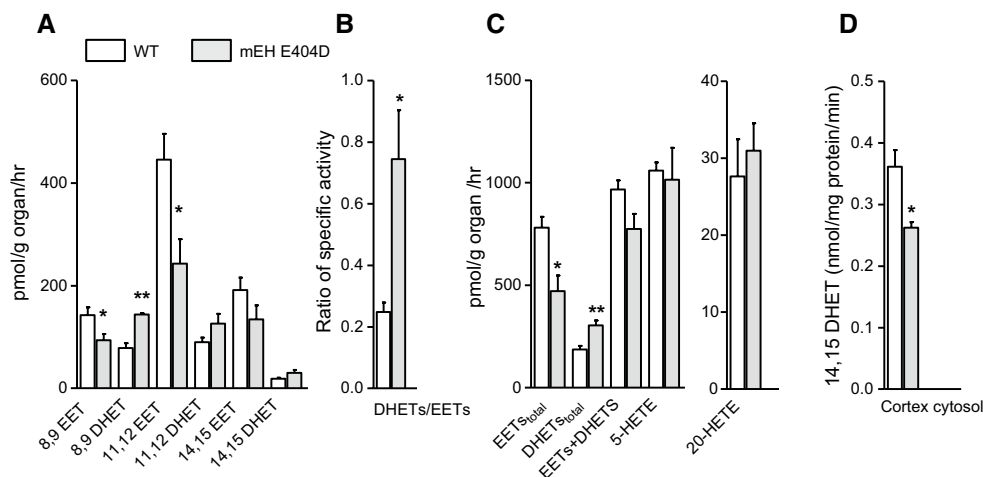 A
B
C
D
WT
mEH E404D
600
400
200
0
pmol/g organ/hr
*
**
*
8,9 EET
8,9 DHET
11,12 EET
11,12 DHET
14,15 EET
14,15 DHET
1.0
0.8
0.6
0.4
0.2
0.0
Ratio of specific activity
*
DHETs/EETs
1500
1000
500
0
pmol/g organ /hr
*
**
EETstotal
DHETstotal
EETs+DHETS
5-HETE
40
30
20
10
0
20-HETE
0.5
0.4
0.3
0.2
0.1
0.0
14,15 DHET (nmol/mg protein/min)
*
Cortex cytosol